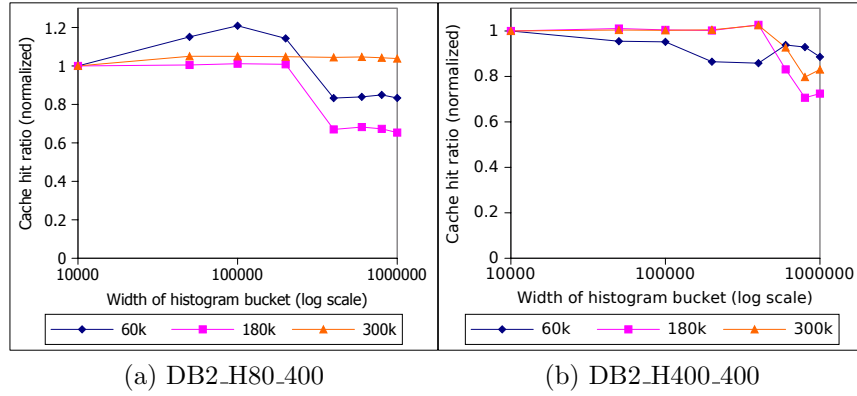 Cache hit ratio (normalized)
1.2
1
0.8
0.6
0.4
0.2
0
10000 100000 1000000
Width of histogram bucket (log scale)
60k 180k 300k
(a) DB2_H80_400
Cache hit ratio (normalized)
1
0.8
0.6
0.4
0.2
0
10000 100000 1000000
Width of histogram bucket (log scale)
60k 180k 300k
(b) DB2_H400_400